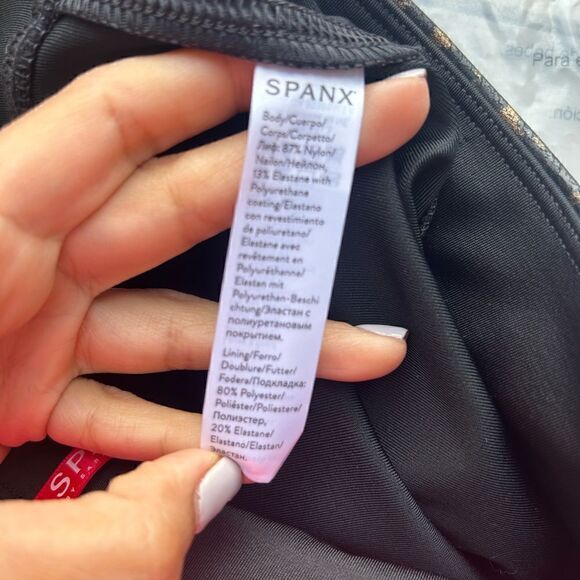 SPANX
Body/Cuerpo/
Corps/Corpetto/
Лиф: 87% Nylon/
Nailon/Нейлон,
13% Elastane with
Polyurethane
coating/Elastano
con revestimiento
de poliuretano/
Elastane avec
revêtement en
Polyuréthanne/
Elastan mit
Polyurethan-Beschi
chtung/Эластан с
полиуретановым
покрытием.
Lining/Forro/
Doublure/Futter/
Fodera/Подкладка:
80% Polyester/
Poliéster/Poliestere/
Полиэстер,
20% Elastane/
Elastano/Elastan/
Эластан.
SP
Para e